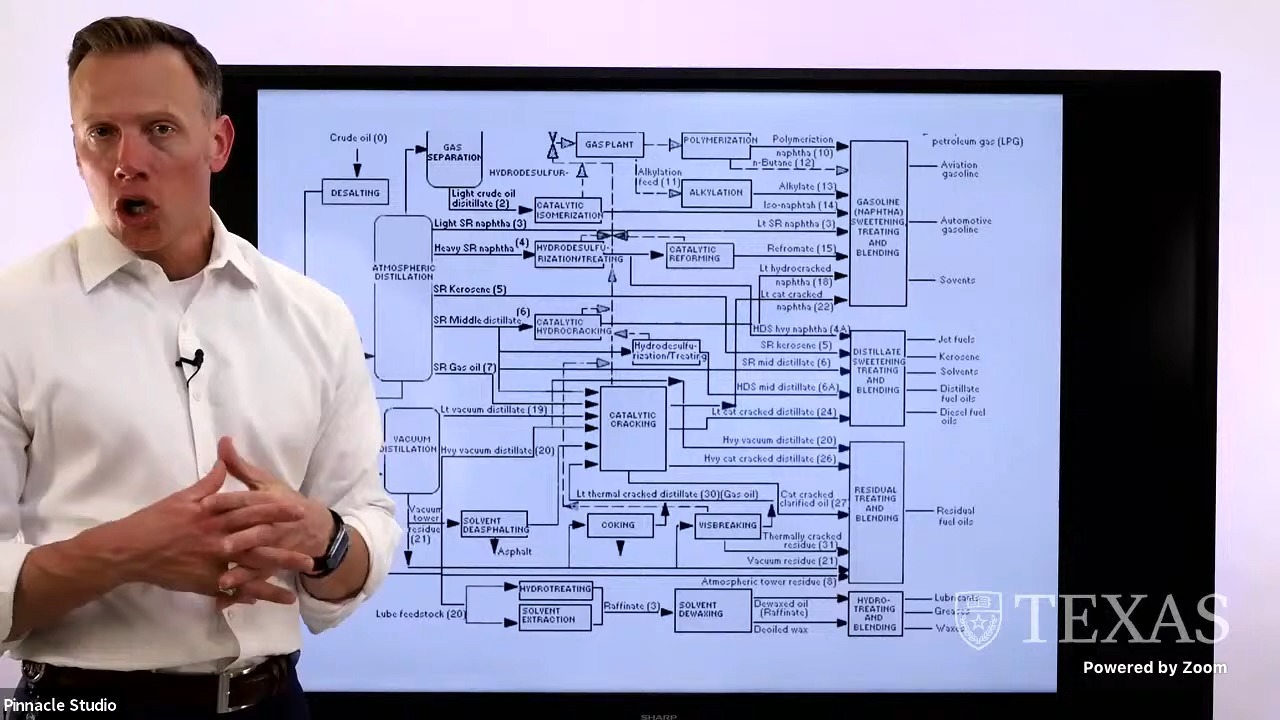 Crude oil (0)
DESALTING
GAS
SEPARATION
HYDRODESULFUR-
GAS PLANT
POLYMERIZATION
Polymeriztion
naphtha (10)
n-Butane (12)
petroleum gas (LPG)
Aviation
gasoline
Alkylation
feed (11)
ALKYLATION
Alkylate (13)
Light crude oil
disitillate (2)
CATALYTIC
ISOMERIZATION
Iso-naphtah (14)
GASOLINE
(NAPHTHA)
SWEETENING,
TREATING
AND
BLENDING
Automotive
gasoline
Light SR naphtha (3)
Lt SR naphtha (3)
Heavy SR naphtha (4)
HYDRODESULFU-
RIZATION/TREATING
CATALYTIC
REFORMING
Refromate (15)
ATMOSPHERIC
DISTILLATION
Lt hydrocracked
naphtha (18)
Sovents
SR Kerosene (5)
Lt cat cracked
naphtha (22)
(6)
SR Middle distillate
CATALYTIC
HYDROCRACKING
HDS hvy naphtha (4A)
Jet fuels
Hydrodesulfu-
rization/Treating
SR kerosene (5)
DISTILLATE
SWEETENING
TREATING
AND
BLENDING
Kerosene
SR Gas oil (7)
SR mid distillate (6)
Solvents
HDS mid distillate (6A)
Distillate
fuel oils
Lt vacuum distillate (19)
CATALYTIC
CRACKING
Lt cat cracked distillate (24)
Diesel fuel
oils
VACUUM
DISTILLATION
Hvy vacuum distillate (20)
Hvy vacuum distillate (20)
Hvy cat cracked distillate (26)
Lt thermal cracked distillate (30)(Gas oil)
Cat cracked
clarified oil (27
RESIDUAL
TREATING
AND
BLENDING
Residual
fuel oils
Vacuum
tower
residue
(21)
SOLVENT
DEASPHALTING
Asphalt
COKING
VISBREAKING
Thermally cracked
residue (31)
Vacuum residue (21)
Atmospheric tower residue (8)
Lube feedstock (20)
HYDROTREATING
SOLVENT
EXTRACTION
Raffinate (3)
SOLVENT
DEWAXING
Dewaxed oil
(Raffinate)
Deoiled wax
HYDRO-
TREATING
AND
BLENDING
Lubricants
Greases
Waxes
TEXAS
Powered by Zoom
Pinnacle Studio
SHARP